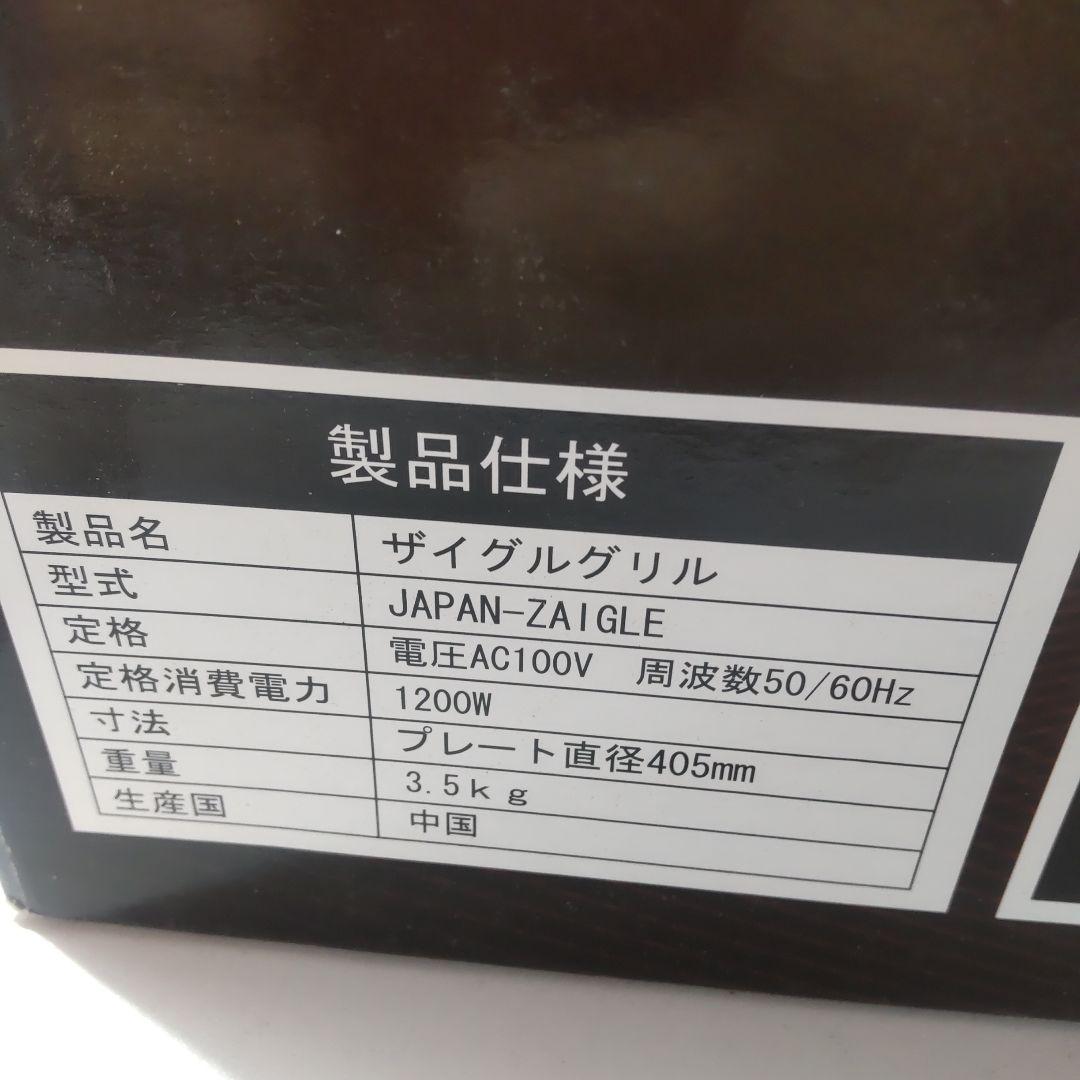 製品仕様
製品名 ザイグルグリル
型式 JAPAN-ZAIGLE
定格 電圧AC100V 周波数50/60Hz
定格消費電力 1200W
寸法 プレート直径405mm
重量 3.5kg
生産国 中国